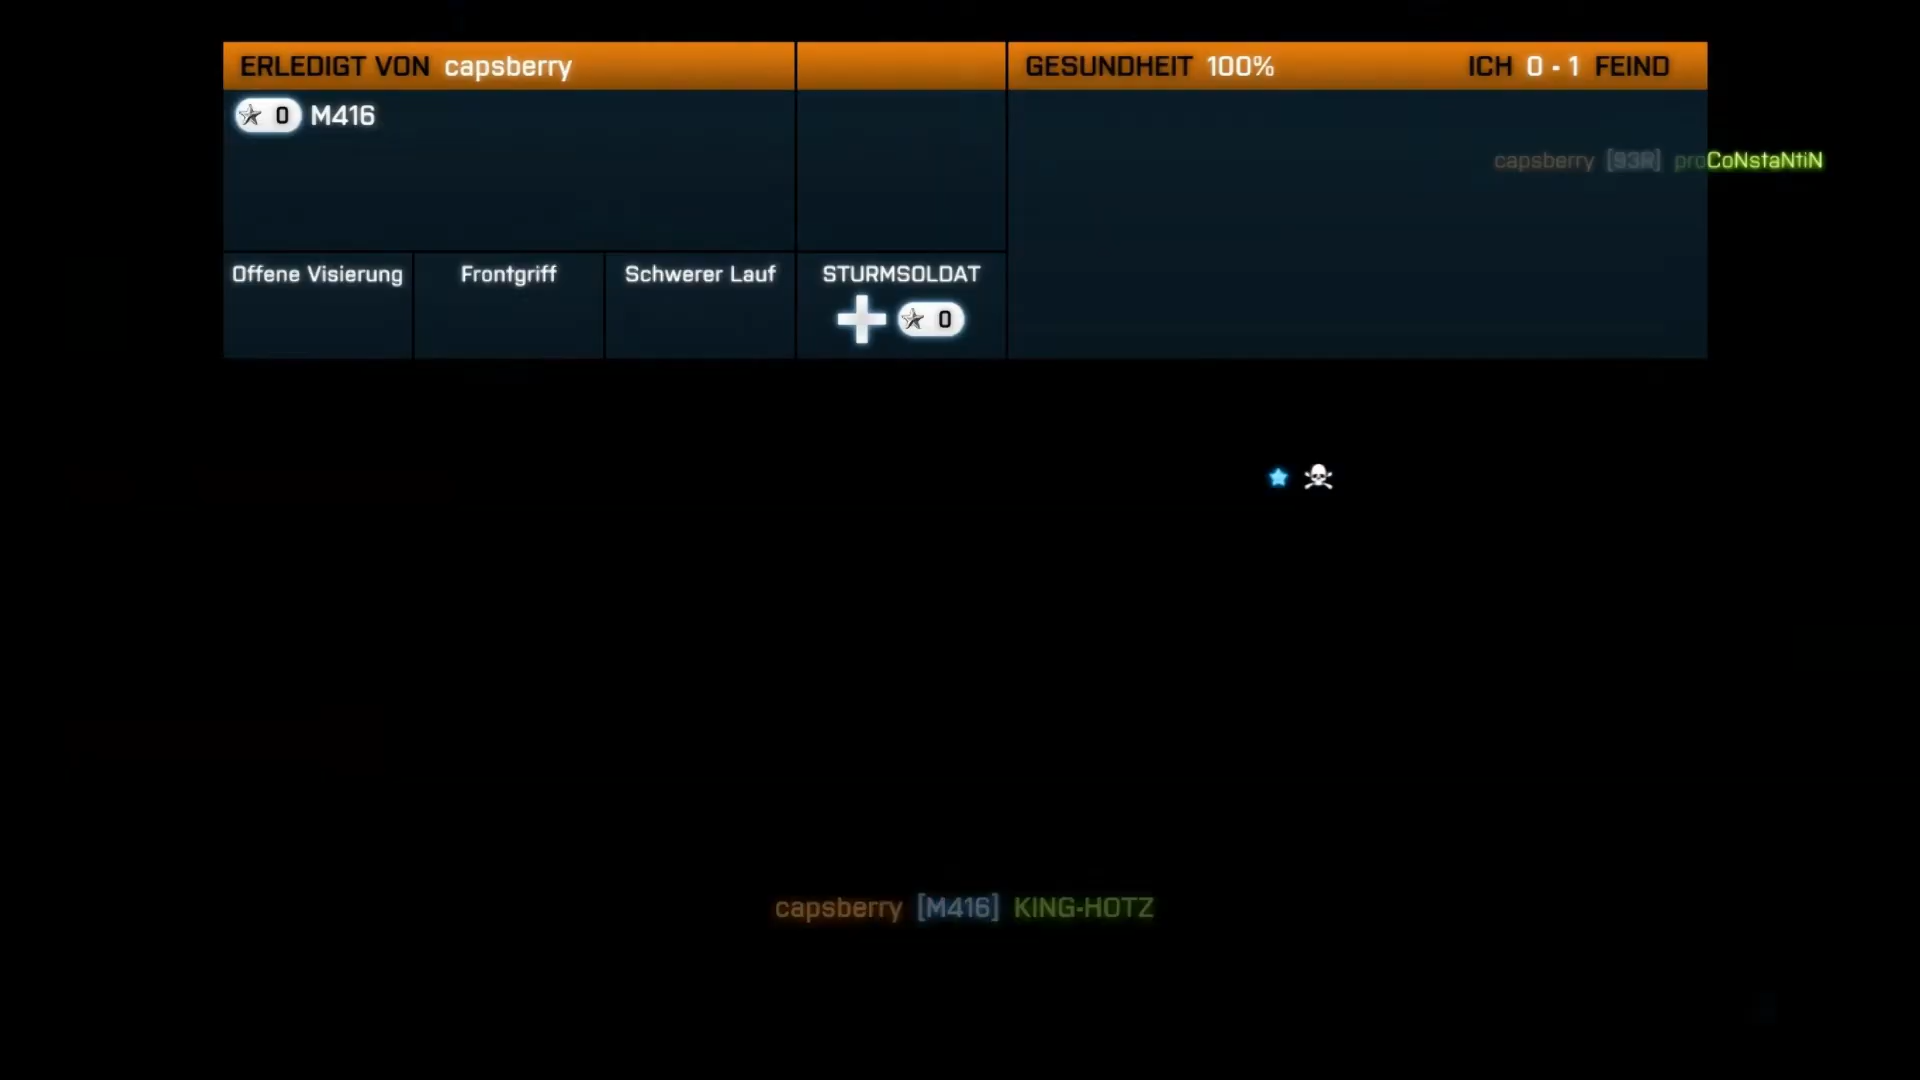 ERLEDIGT VON capsberry
GESUNDHEIT 100% ICH 0 - 1 FEIND
0 M416
capsberry [93R] proCoNstaNtiN
Offene Visierung Frontgriff Schwerer Lauf STURMSOLDAT
0
capsberry [M416] KING-HOTZ